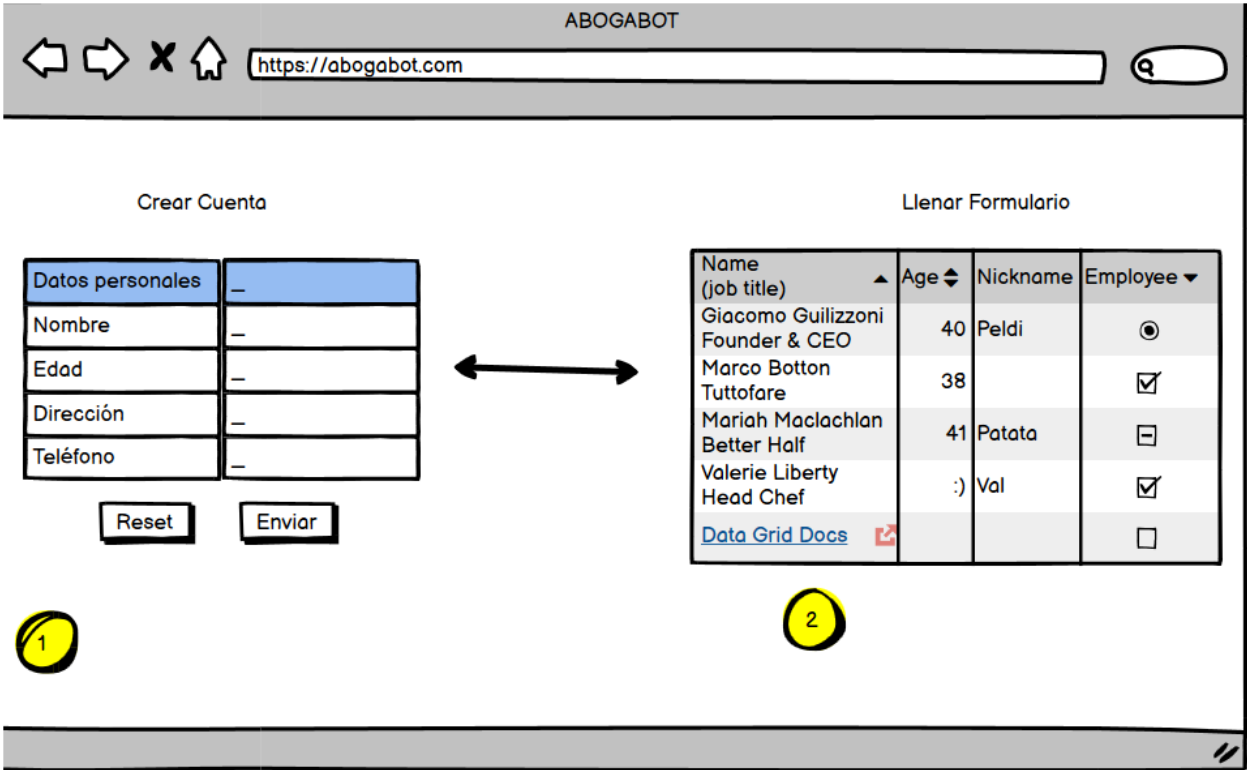 ABOGABOT
https://abogabot.com
Crear Cuenta
Datos personales _
Nombre _
Edad _
Dirección _
Teléfono _
Reset Enviar
1
Llenar Formulario
Name
(job title) Age Nickname Employee
Giacomo Guilizzoni
Founder & CEO 40 Peldi
Marco Botton
Tuttofare 38
Mariah Maclachlan
Better Half 41 Patata
Valerie Liberty
Head Chef :) Val
Data Grid Docs
2